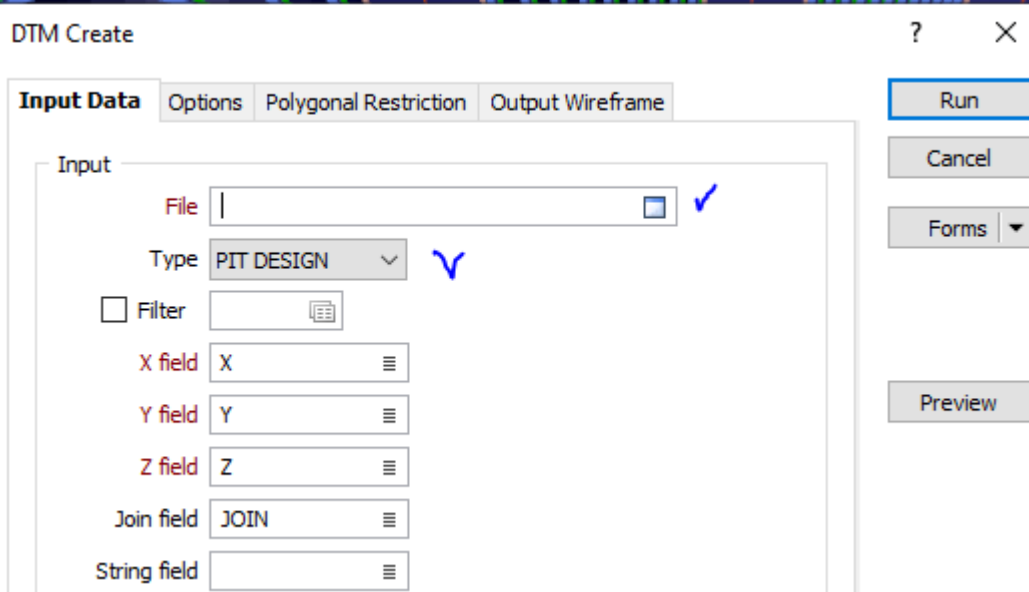 DTM Create
Input Data Options Polygonal Restriction Output Wireframe
Run
Input
Cancel
File
Forms
Type PIT DESIGN
Filter
X field X
Preview
Y field Y
Z field Z
Join field JOIN
String field